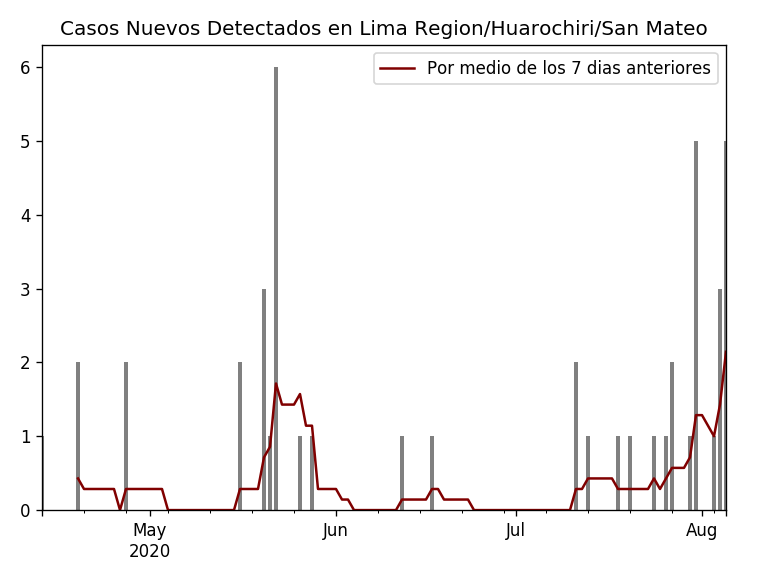 Casos Nuevos Detectados en Lima Region/Huarochiri/San Mateo
Por medio de los 7 dias anteriores
6
5
4
3
2
1
0
May
2020
Jun
Jul
Aug